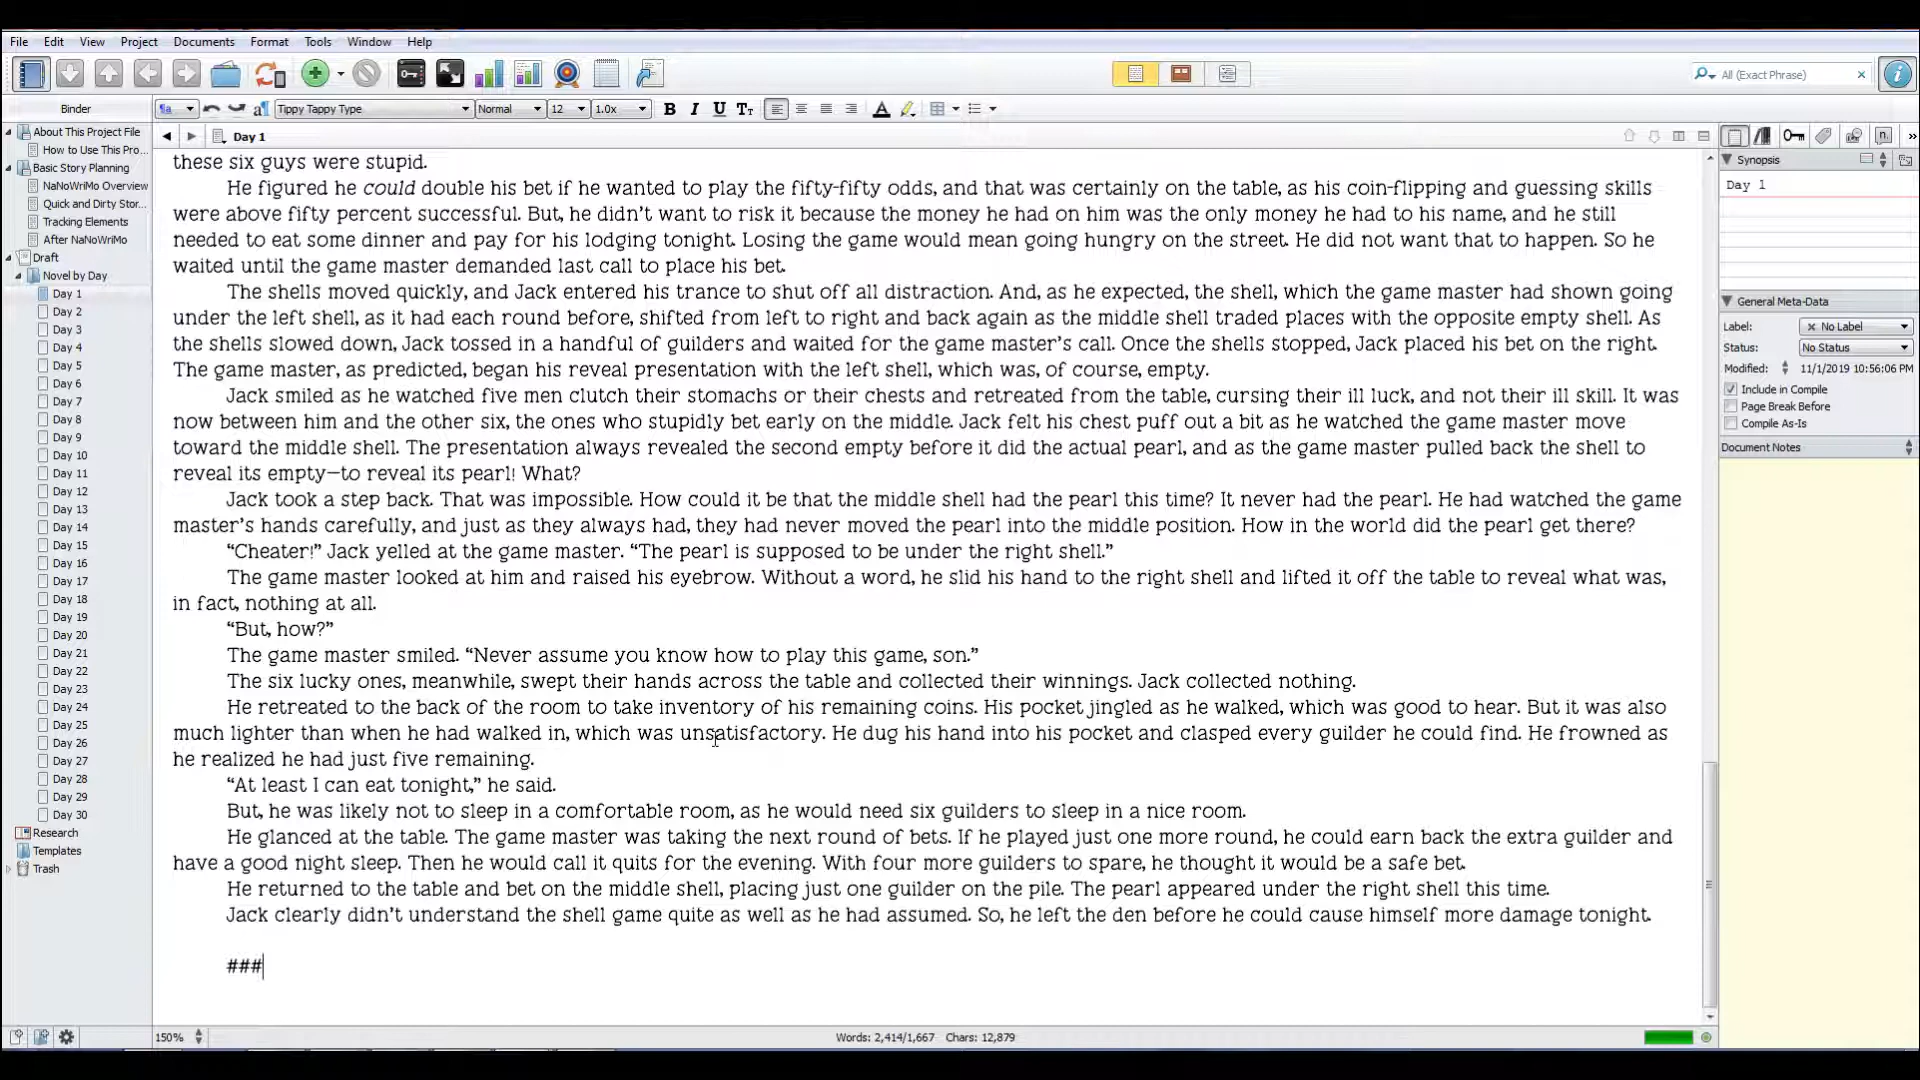 File Edit View Project Documents Format Tools Window Help
All (Exact Phrase)
Binder
Tippy Tappy Type Normal 12 1.0x B I U
Day 1
About This Project File
How to Use This Pro...
Basic Story Planning
NaNoWriMo Overview
Quick and Dirty Stor...
Tracking Elements
After NaNoWriMo
Draft
Novel by Day
Day 1
Day 2
Day 3
Day 4
Day 5
Day 6
Day 7
Day 8
Day 9
Day 10
Day 11
Day 12
Day 13
Day 14
Day 15
Day 16
Day 17
Day 18
Day 19
Day 20
Day 21
Day 22
Day 23
Day 24
Day 25
Day 26
Day 27
Day 28
Day 29
Day 30
Research
Templates
Trash
these six guys were stupid.
He figured he could double his bet if he wanted to play the fifty-fifty odds, and that was certainly on the table, as his coin-flipping and guessing skills
were above fifty percent successful. But, he didn't want to risk it because the money he had on him was the only money he had to his name, and he still
needed to eat some dinner and pay for his lodging tonight. Losing the game would mean going hungry on the street. He did not want that to happen. So he
waited until the game master demanded last call to place his bet.
The shells moved quickly, and Jack entered his trance to shut off all distraction. And, as he expected, the shell, which the game master had shown going
under the left shell, as it had each round before, shifted from left to right and back again as the middle shell traded places with the opposite empty shell. As
the shells slowed down, Jack tossed in a handful of guilders and waited for the game master's call. Once the shells stopped, Jack placed his bet on the right.
The game master, as predicted, began his reveal presentation with the left shell, which was, of course, empty.
Jack smiled as he watched five men clutch their stomachs or their chests and retreated from the table, cursing their ill luck, and not their ill skill. It was
now between him and the other six, the ones who stupidly bet early on the middle. Jack felt his chest puff out a bit as he watched the game master move
toward the middle shell. The presentation always revealed the second empty before it did the actual pearl, and as the game master pulled back the shell to
reveal its empty—to reveal its pearl! What?
Jack took a step back. That was impossible. How could it be that the middle shell had the pearl this time? It never had the pearl. He had watched the game
master's hands carefully, and just as they always had, they had never moved the pearl into the middle position. How in the world did the pearl get there?
“Cheater!” Jack yelled at the game master. “The pearl is supposed to be under the right shell.”
The game master looked at him and raised his eyebrow. Without a word, he slid his hand to the right shell and lifted it off the table to reveal what was,
in fact, nothing at all.
“But, how?”
The game master smiled. “Never assume you know how to play this game, son.”
The six lucky ones, meanwhile, swept their hands across the table and collected their winnings. Jack collected nothing.
He retreated to the back of the room to take inventory of his remaining coins. His pocket jingled as he walked, which was good to hear. But it was also
much lighter than when he had walked in, which was unsatisfactory. He dug his hand into his pocket and clasped every guilder he could find. He frowned as
he realized he had just five remaining.
“At least I can eat tonight,” he said.
But, he was likely not to sleep in a comfortable room, as he would need six guilders to sleep in a nice room.
He glanced at the table. The game master was taking the next round of bets. If he played just one more round, he could earn back the extra guilder and
have a good night sleep. Then he would call it quits for the evening. With four more guilders to spare, he thought it would be a safe bet.
He returned to the table and bet on the middle shell, placing just one guilder on the pile. The pearl appeared under the right shell this time.
Jack clearly didn't understand the shell game quite as well as he had assumed. So, he left the den before he could cause himself more damage tonight.
###
150%
Words: 2,414/1,667 Chars: 12,879
Synopsis
Day 1
General Meta-Data
Label: No Label
Status: No Status
Modified: 11/1/2019 10:56:06 PM
Include in Compile
Page Break Before
Compile As-Is
Document Notes